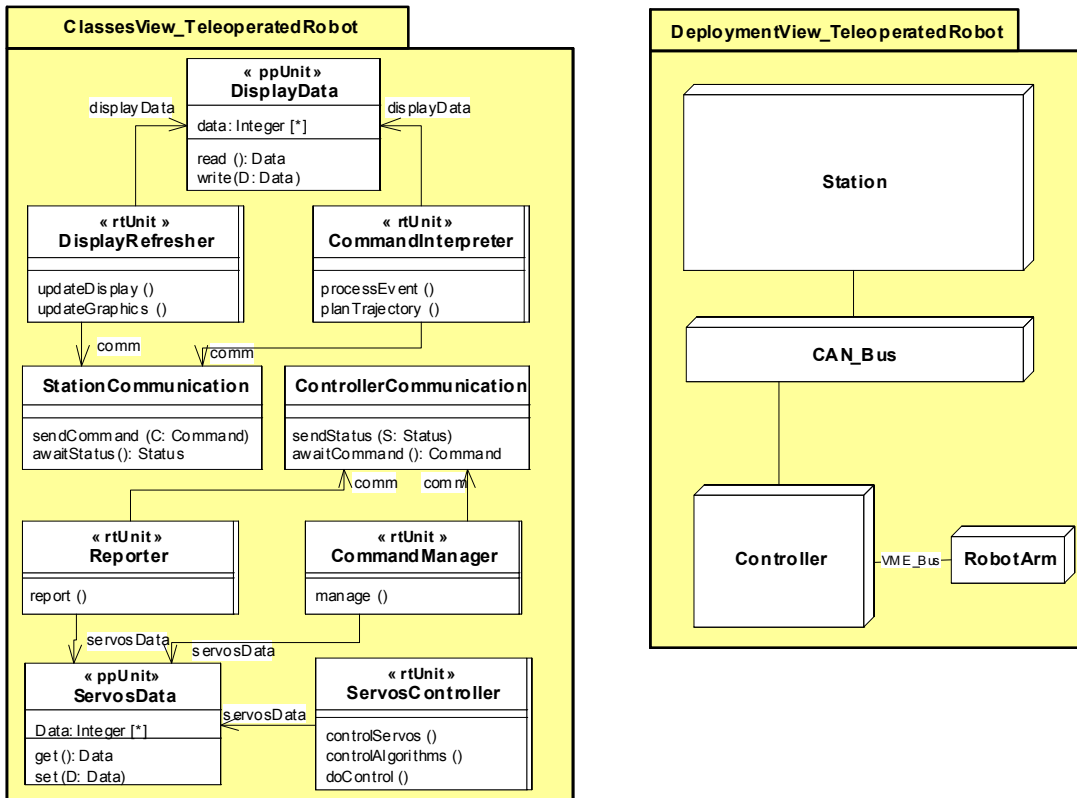 ClassesView_TeleoperatedRobot
« ppUnit »
DisplayData
displayData
displayData
data: Integer [*]
read (): Data
write(D: Data)
« rtUnit »
DisplayRefresher
updateDisplay ()
updateGraphics ()
« rtUnit »
CommandInterpreter
processEvent ()
planTrajectory ()
comm
comm
StationCommunication
sendCommand (C: Command)
awaitStatus(): Status
ControllerCommunication
sendStatus (S: Status)
awaitCommand (): Command
comm
comm
« rtUnit »
Reporter
report ()
« rtUnit »
CommandManager
manage ()
servosData
servosData
« ppUnit»
ServosData
Data: Integer [*]
get (): Data
set (D: Data)
servosData
« rtUnit »
ServosController
controlServos ()
controlAlgorithms ()
doControl ()
DeploymentView_TeleoperatedRobot
Station
CAN_Bus
Controller
VME_Bus
RobotArm